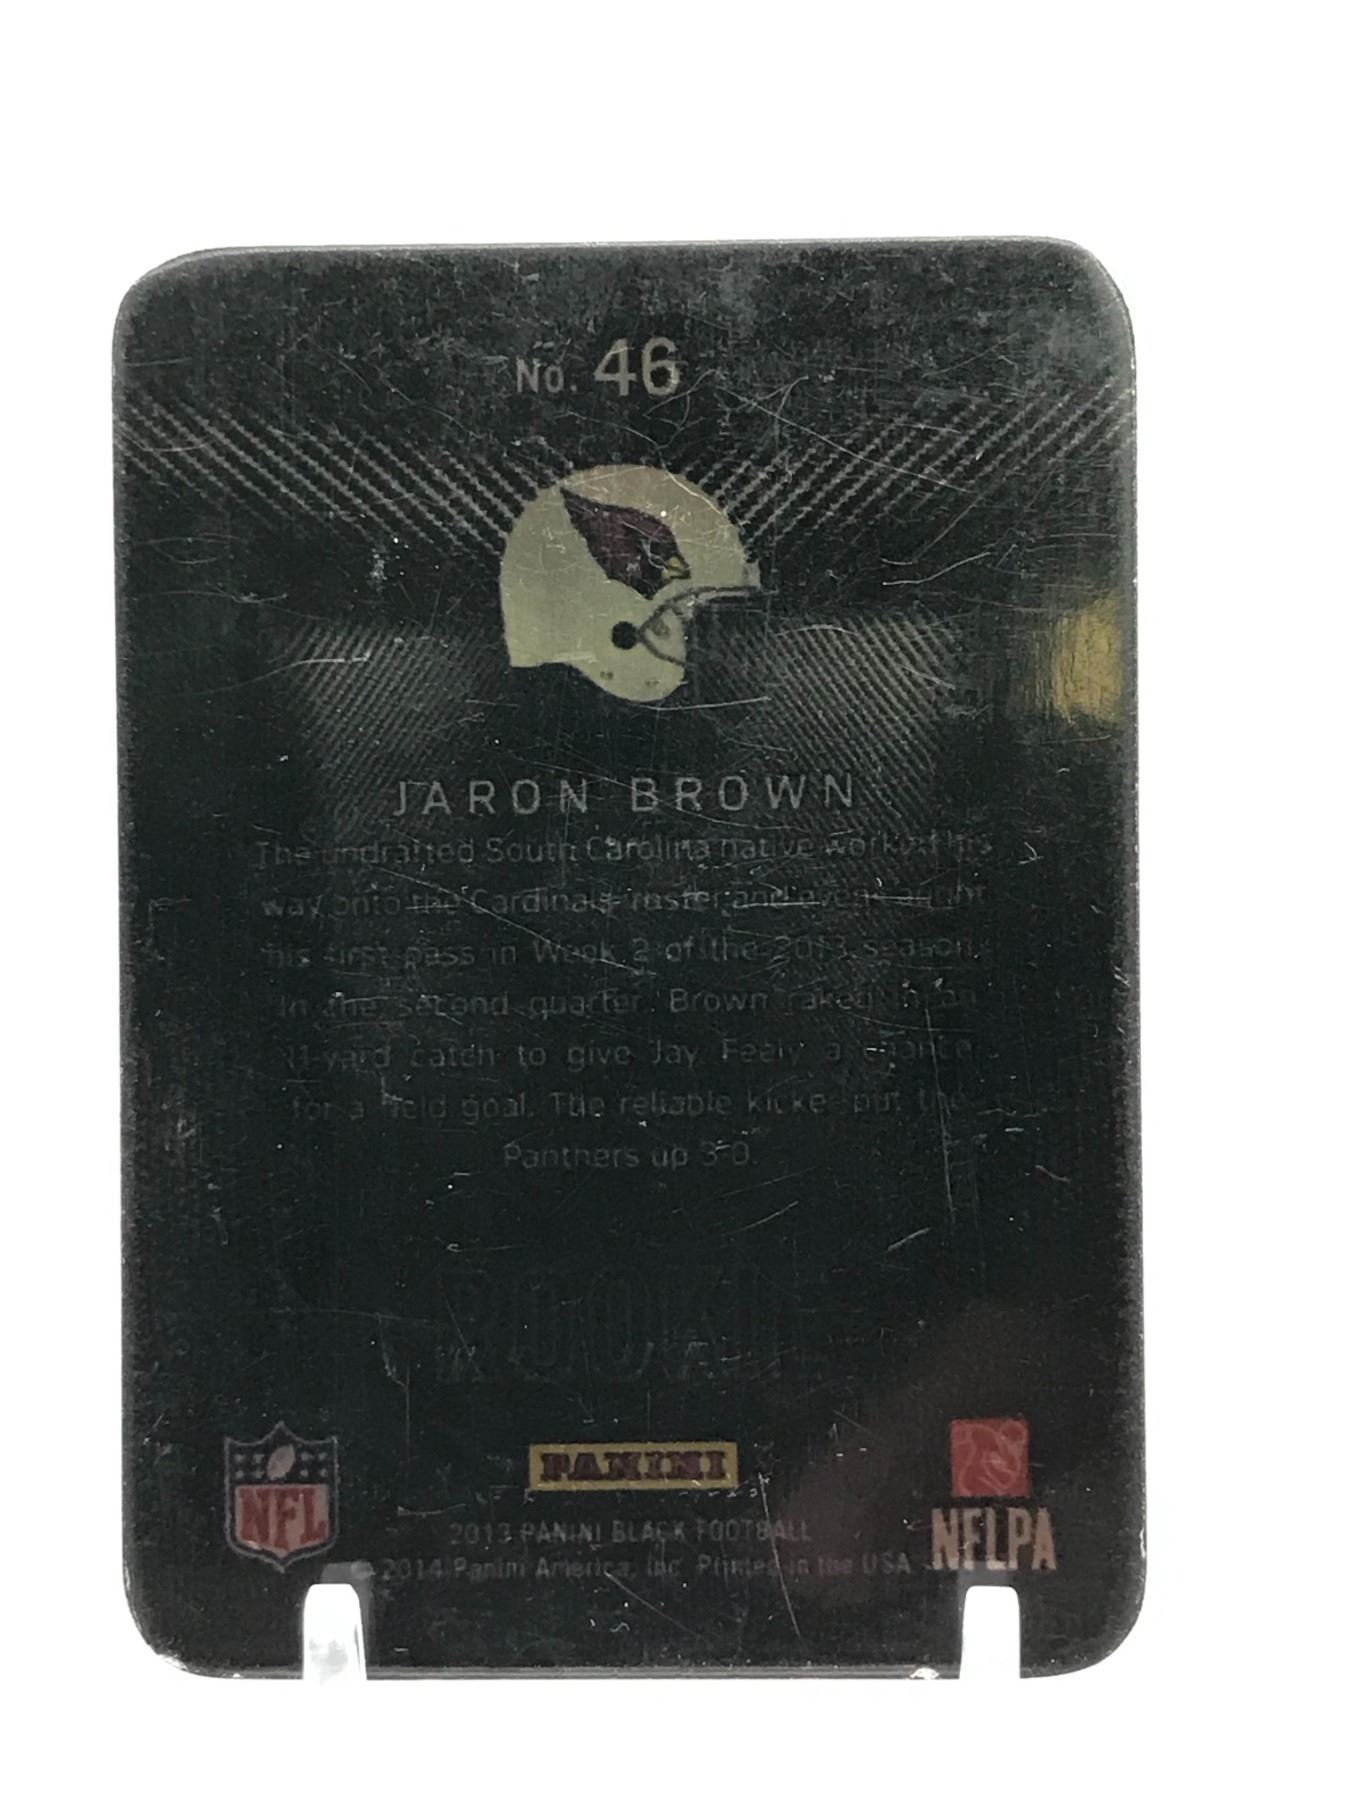 No. 46
JARON BROWN
The undrafted South Carolina native worked his
way onto the Cardinals roster and even caught
his first pass in Week 2 of the 2013 season.
In the second quarter, Brown raked in an
11-yard catch to give Jay Feely a chance
for a field goal. The reliable kicker put the
Panthers up 3-0.
ROOKIE
NFL
PANINI
NFLPA
2013 PANINI BLACK FOOTBALL
© 2014 Panini America, Inc. Printed in the USA